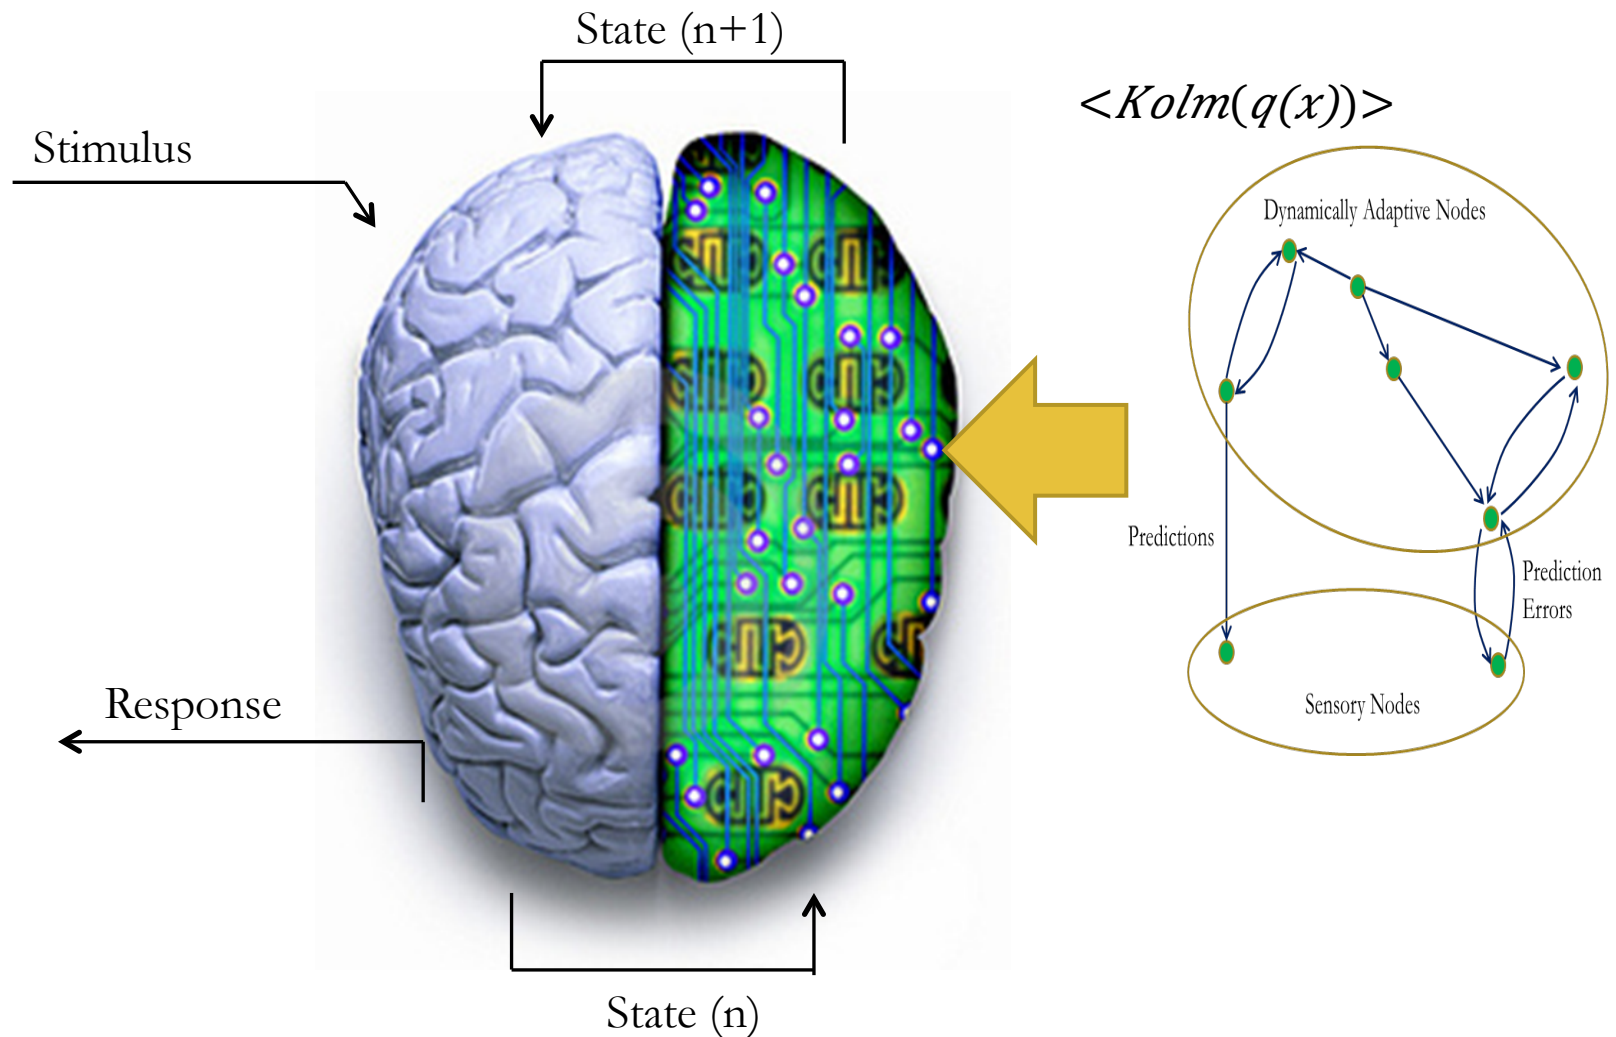 State (n+1)
<Kolm(q(x))>
Stimulus
Dynamically Adaptive Nodes
Predictions
Prediction
Errors
Response
Sensory Nodes
State (n)